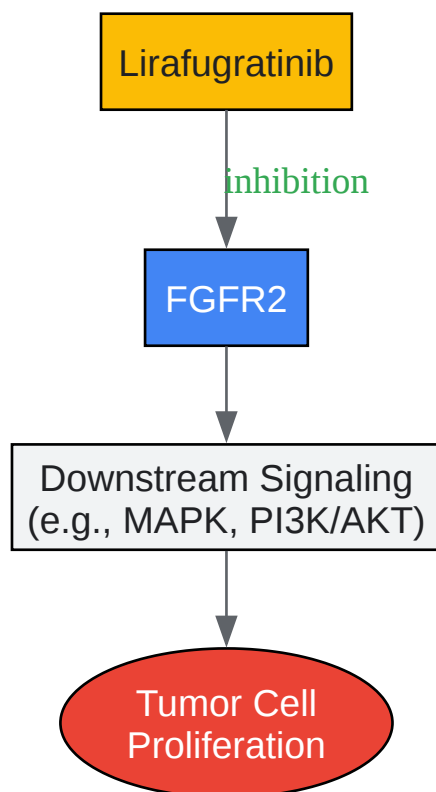 Lirafugratinib
inhibition
FGFR2
Downstream Signaling
(e.g., MAPK, PI3K/AKT)
Tumor Cell
Proliferation